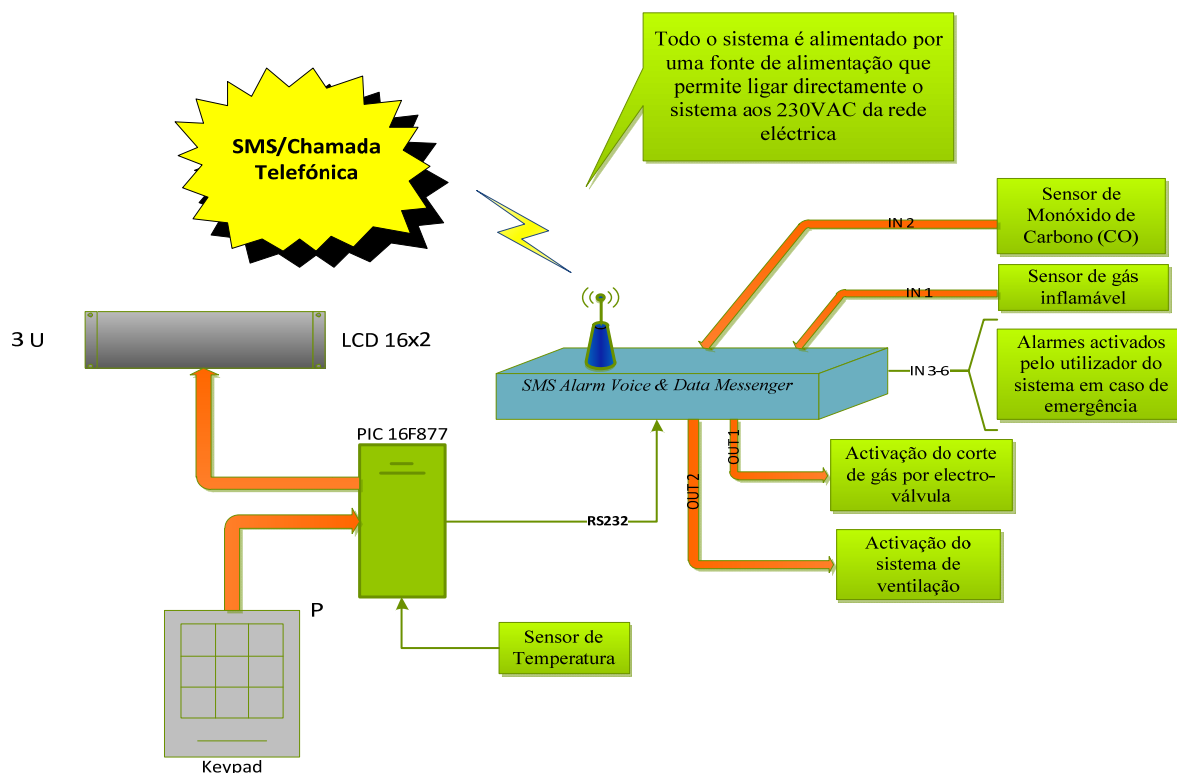 Todo o sistema é alimentado por
uma fonte de alimentação que
permite ligar directamente o
sistema aos 230VAC da rede
eléctrica
SMS/Chamada
Telefónica
Sensor de
Monóxido de
Carbono (CO)
IN 2
Sensor de gás
inflamável
IN 1
3 U
LCD 16x2
SMS Alarm Voice & Data Messenger
IN 3-6
Alarmes activados
pelo utilizador do
sistema em caso de
emergência
PIC 16F877
OUT 1
OUT 2
Activação do corte
de gás por electro-
válvula
RS232
Activação do
sistema de
ventilação
P
Sensor de
Temperatura
Keypad